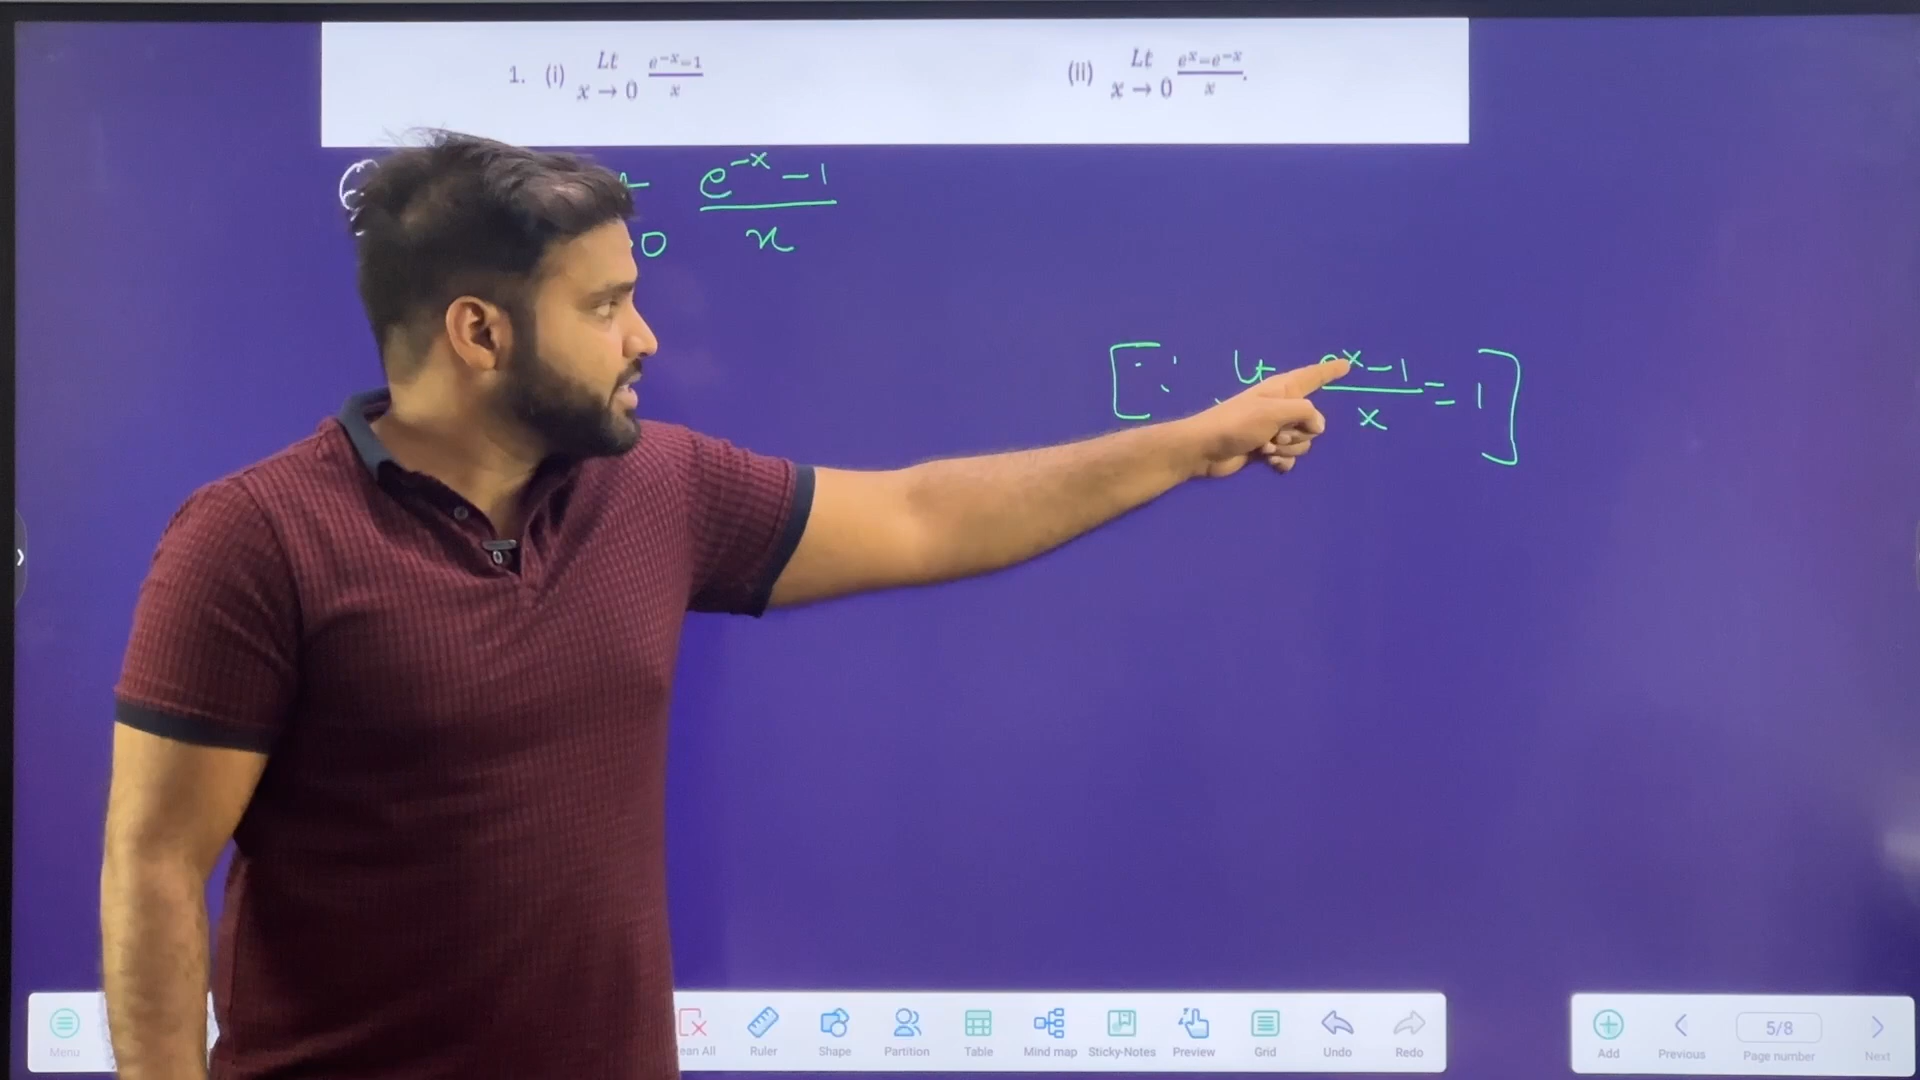 1. (i) Lt x → 0 e^-x-1 / x (ii) Lt x → 0 e^x-e^-x / x.
e^-x - 1 / x
0
[∵ Lt e^x - 1 / x = 1]
Menu Ruler Shape Partition Table Mind map Sticky-Notes Preview Grid Undo Redo Add Previous 5/8 Page number Next